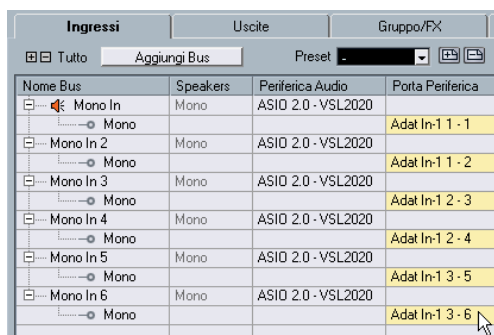 Ingressi Uscite Gruppo/FX
Tutto Aggiungi Bus Preset -
Nome Bus Speakers Periferica Audio Porta Periferica
Mono In Mono ASIO 2.0 - VSL2020
Mono Adat In-1 1 - 1
Mono In 2 Mono ASIO 2.0 - VSL2020
Mono Adat In-1 1 - 2
Mono In 3 Mono ASIO 2.0 - VSL2020
Mono Adat In-1 2 - 3
Mono In 4 Mono ASIO 2.0 - VSL2020
Mono Adat In-1 2 - 4
Mono In 5 Mono ASIO 2.0 - VSL2020
Mono Adat In-1 3 - 5
Mono In 6 Mono ASIO 2.0 - VSL2020
Mono Adat In-1 3 - 6